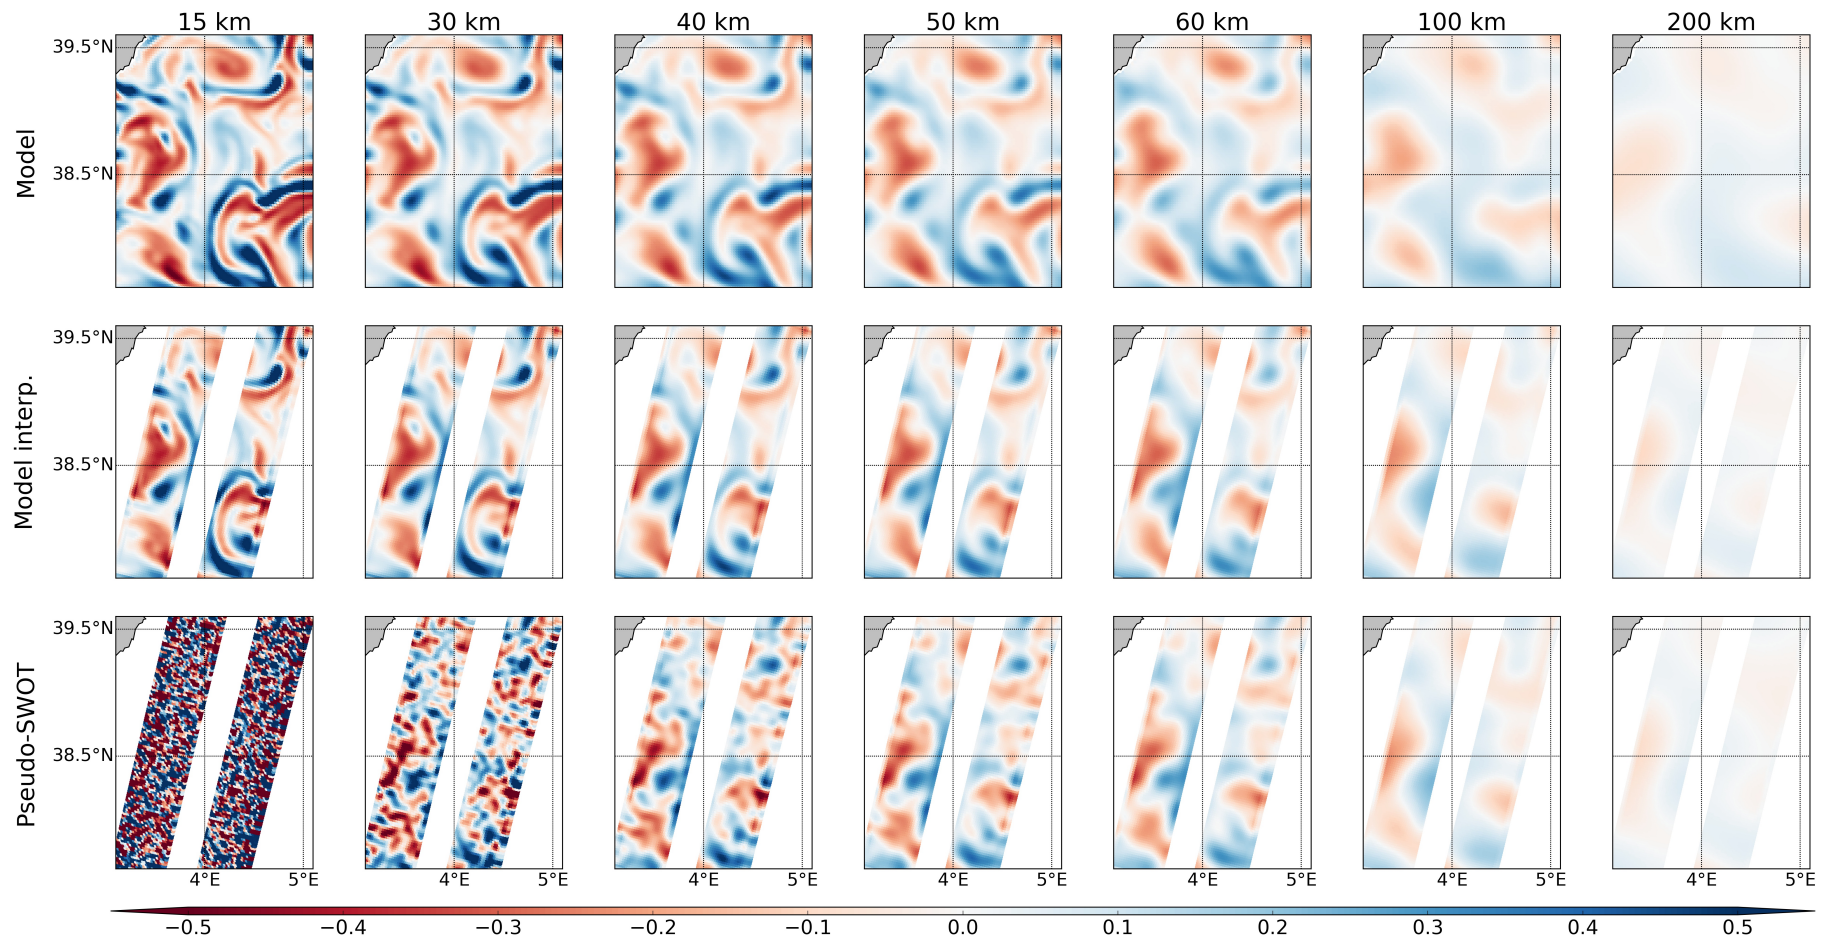 15 km 30 km 40 km 50 km 60 km 100 km 200 km
39.5°N
Model
38.5°N
39.5°N
Model interp.
38.5°N
39.5°N
Pseudo-SWOT
38.5°N
4°E 5°E 4°E 5°E 4°E 5°E 4°E 5°E 4°E 5°E 4°E 5°E 4°E 5°E
−0.5 −0.4 −0.3 −0.2 −0.1 0.0 0.1 0.2 0.3 0.4 0.5